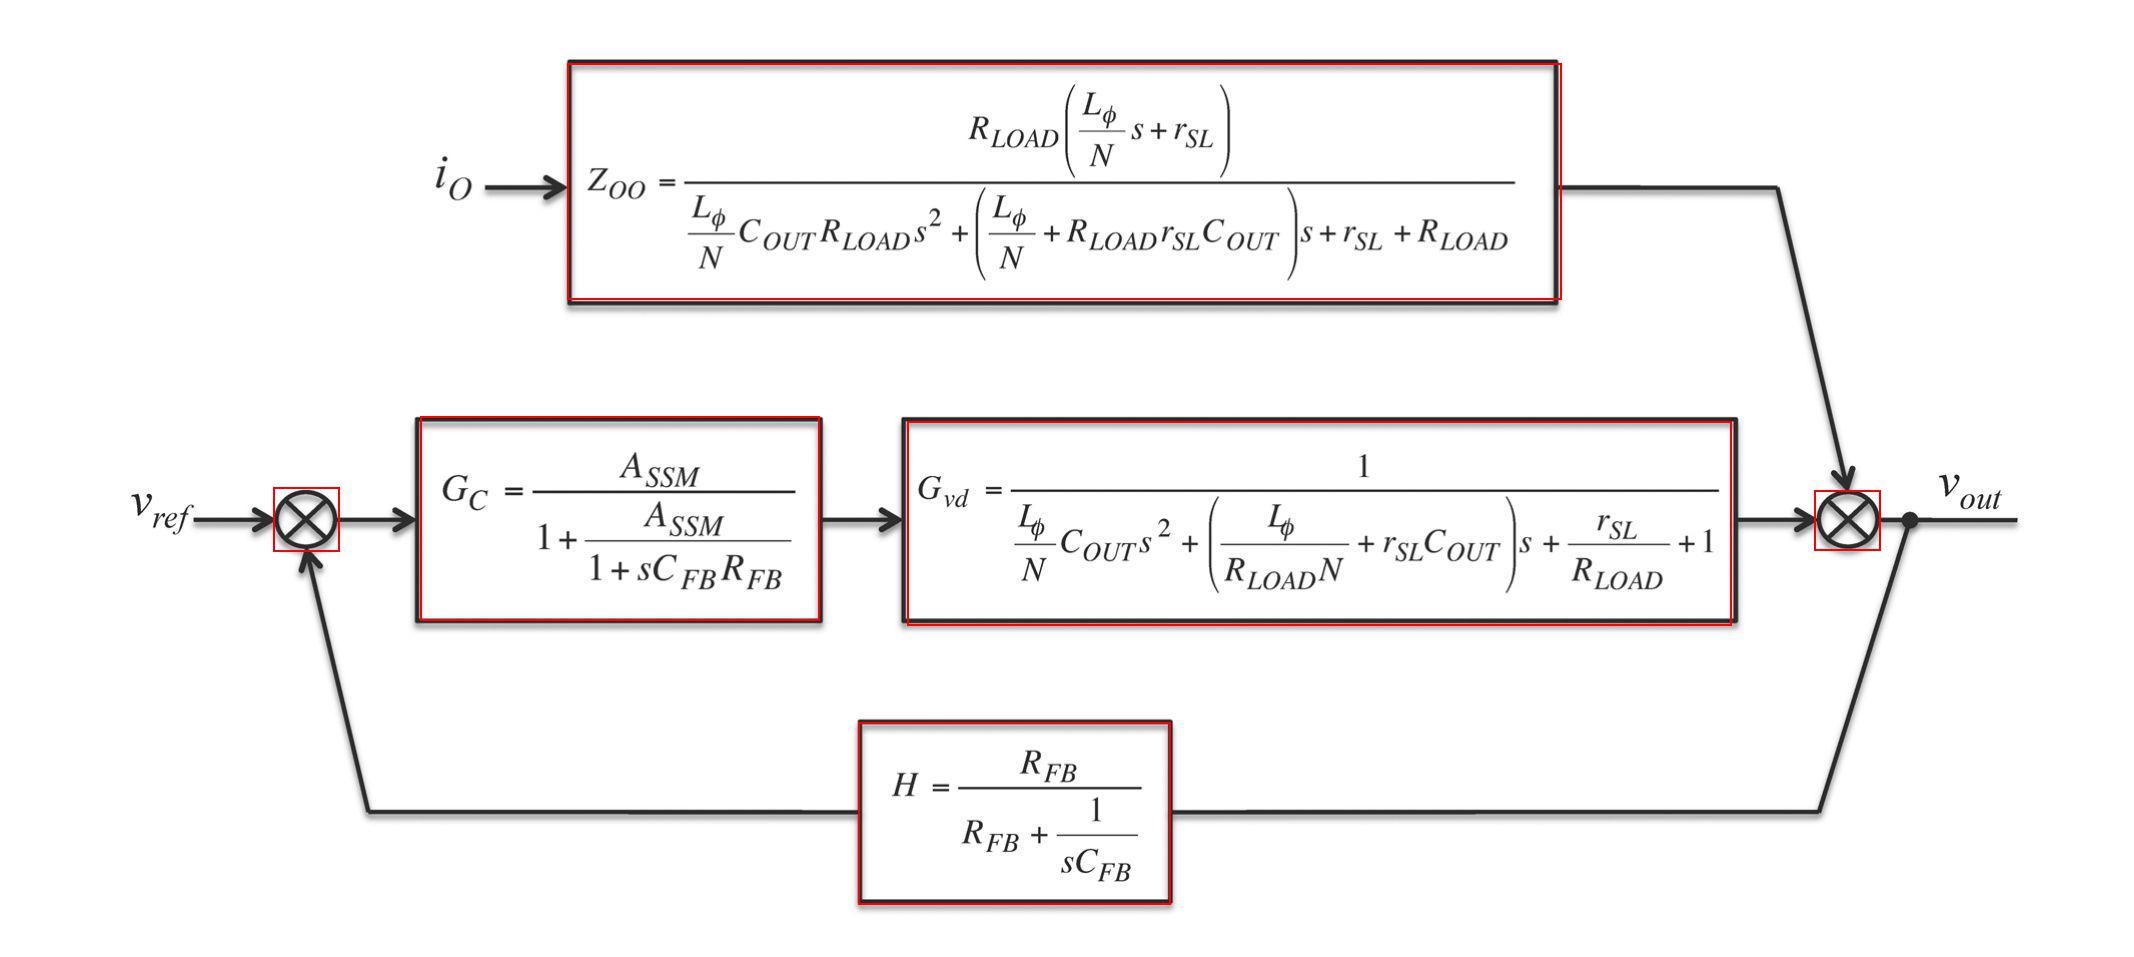 i_O
Z_{OO} = \frac{R_{LOAD}\left(\frac{L_\phi}{N}s + r_{SL}\right)}{\frac{L_\phi}{N}C_{OUT}R_{LOAD}s^2 + \left(\frac{L_\phi}{N} + R_{LOAD}r_{SL}C_{OUT}\right)s + r_{SL} + R_{LOAD}}
v_{ref}
G_C = \frac{A_{SSM}}{1 + \frac{A_{SSM}}{1 + sC_{FB}R_{FB}}}
G_{vd} = \frac{1}{\frac{L_\phi}{N}C_{OUT}s^2 + \left(\frac{L_\phi}{R_{LOAD}N} + r_{SL}C_{OUT}\right)s + \frac{r_{SL}}{R_{LOAD}} + 1}
v_{out}
H = \frac{R_{FB}}{R_{FB} + \frac{1}{sC_{FB}}}